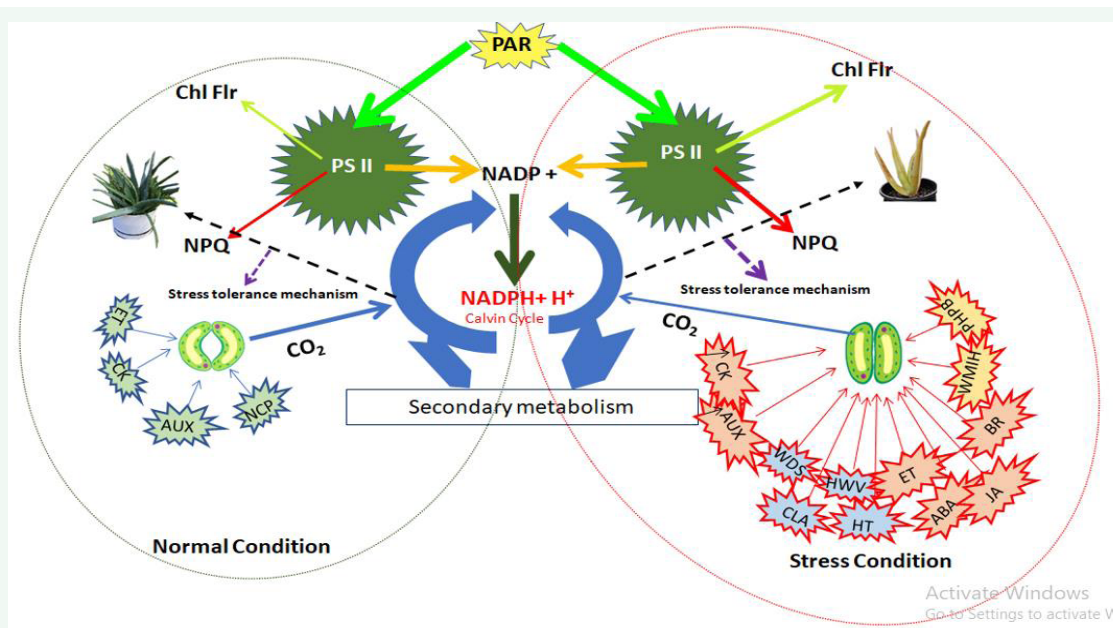 PAR
Chl Flr
Chl Flr
PS II
PS II
NADP +
NPQ
NPQ
Stress tolerance mechanism
Stress tolerance mechanism
NADPH+ H⁺
Calvin Cycle
CO₂
CO₂
ET
CK
AUX
NCP
CK
AUX
WDS
CLA
HWV
HT
ET
ABA
JA
BR
WMIH
PHPB
Secondary metabolism
Normal Condition
Stress Condition
Activate Windows
Go to Settings to activate W